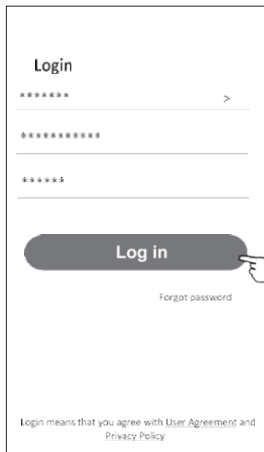 Login
******* >
***********
******
Log in
Forgot password
Login means that you agree with User Agreement and
Privacy Policy